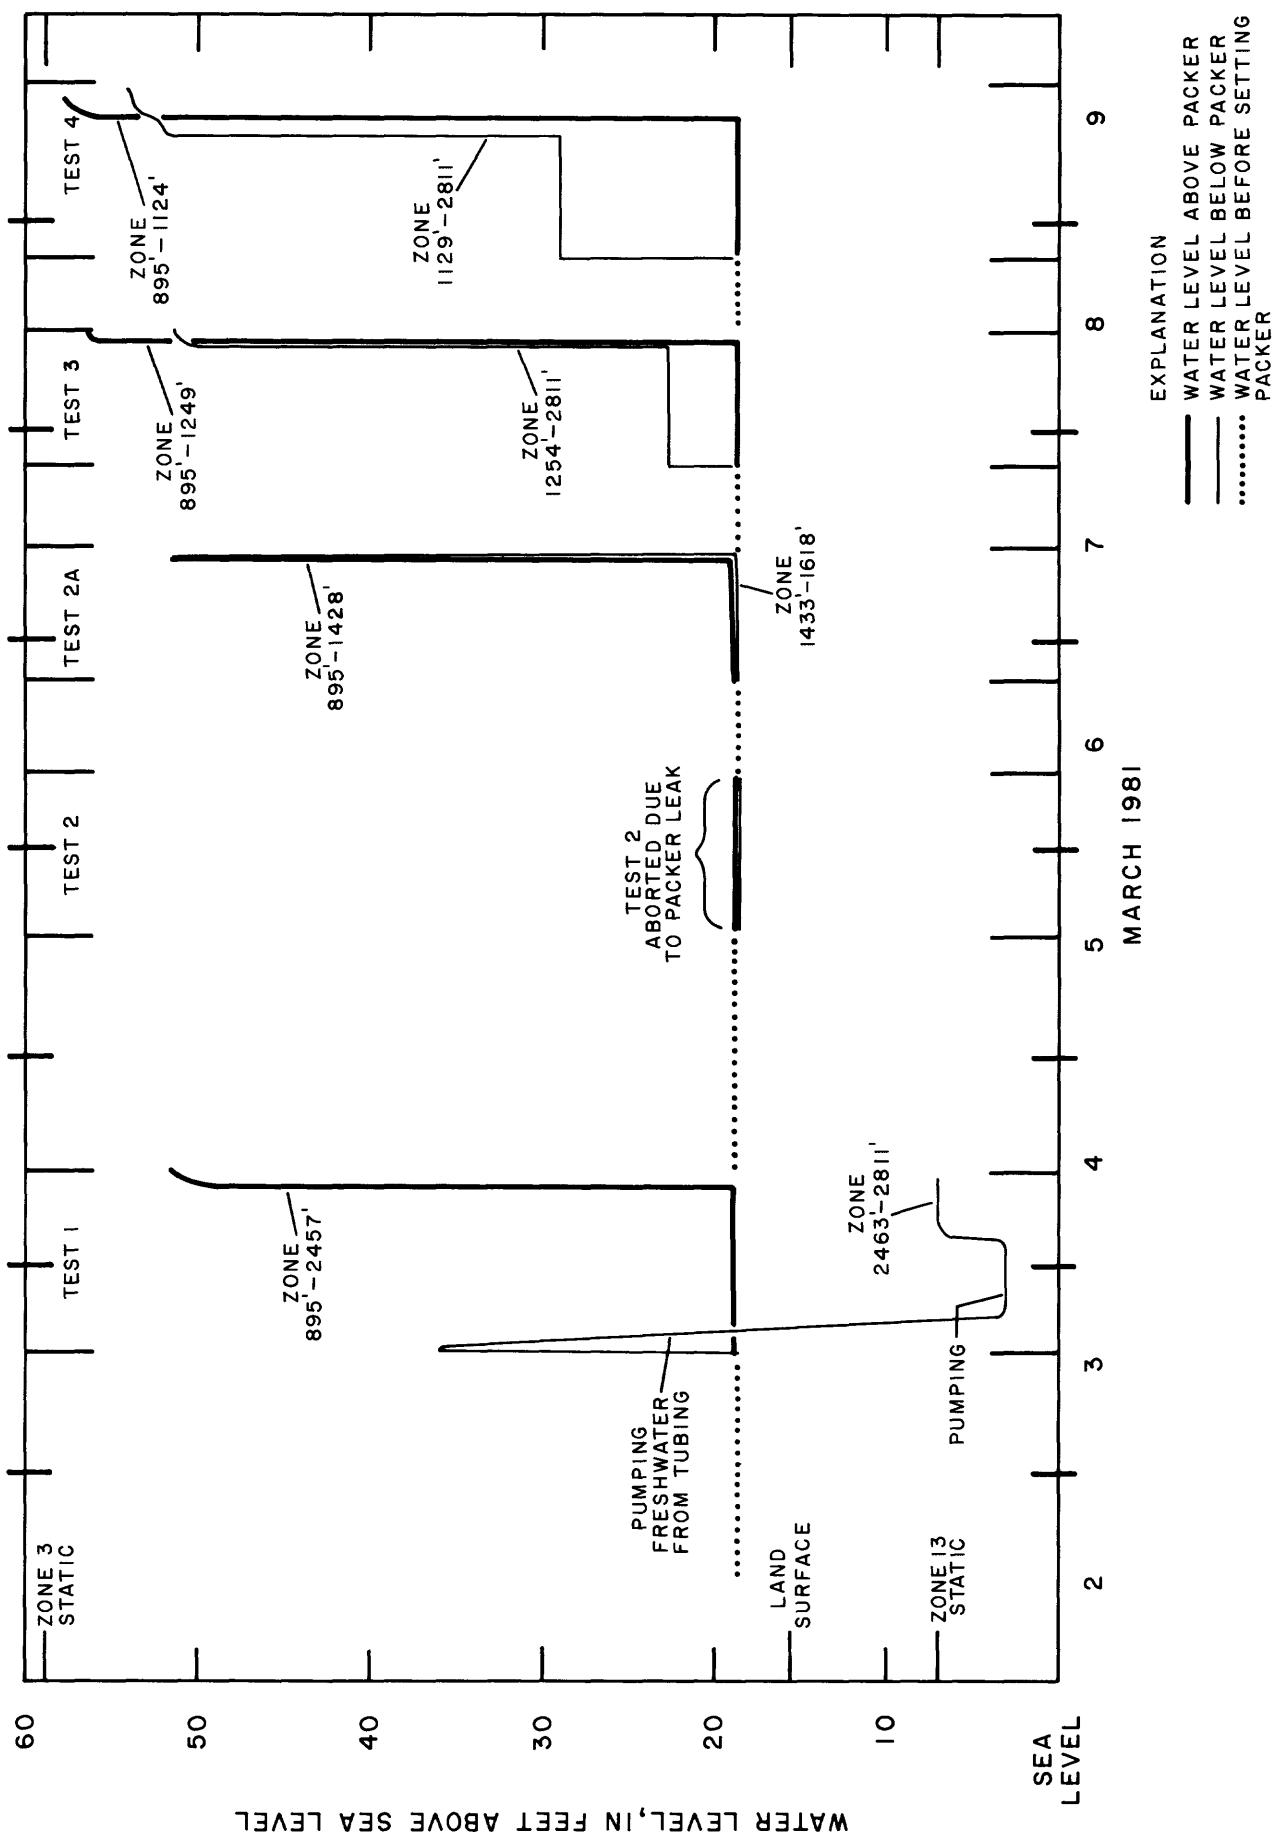 WATER LEVEL, IN FEET ABOVE SEA LEVEL
60
50
40
30
20
10
SEA
LEVEL
ZONE 3
STATIC
LAND
SURFACE
ZONE 13
STATIC
TEST 1
TEST 2
TEST 2A
TEST 3
TEST 4
PUMPING
FRESHWATER
FROM TUBING
PUMPING
ZONE
895'-2457'
ZONE
2463'-2811'
TEST 2
ABORTED DUE
TO PACKER LEAK
ZONE
895'-1428'
ZONE
1433'-1618'
ZONE
895'-1249'
ZONE
1254'-2811'
ZONE
895'-1124'
ZONE
1129'-2811'
2
3
4
5
6
7
8
9
MARCH 1981
EXPLANATION
WATER LEVEL ABOVE PACKER
WATER LEVEL BELOW PACKER
WATER LEVEL BEFORE SETTING
PACKER